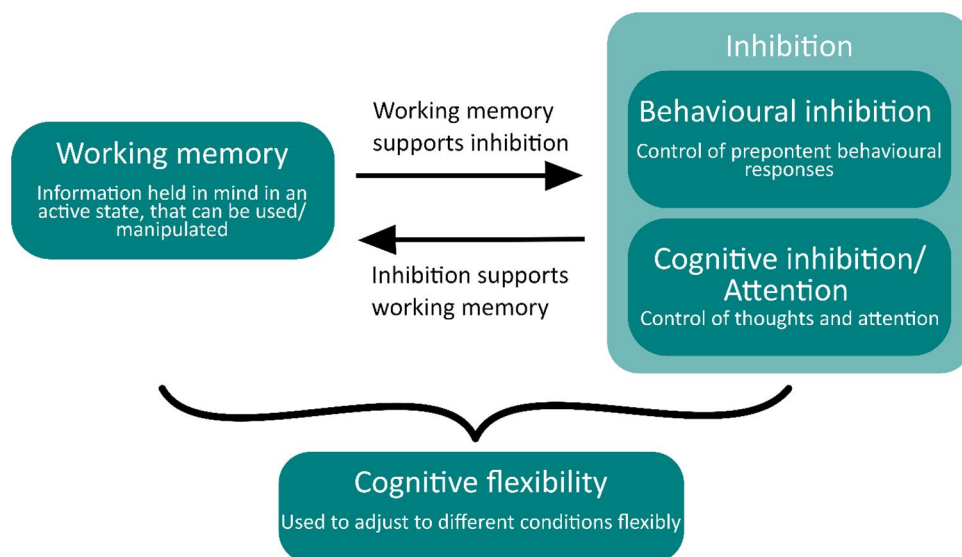 Inhibition
Working memory
supports inhibition
Behavioural inhibition
Control of prepontent behavioural
responses
Working memory
Information held in mind in an
active state, that can be used/
manipulated
Inhibition supports
working memory
Cognitive inhibition/
Attention
Control of thoughts and attention
Cognitive flexibility
Used to adjust to different conditions flexibly